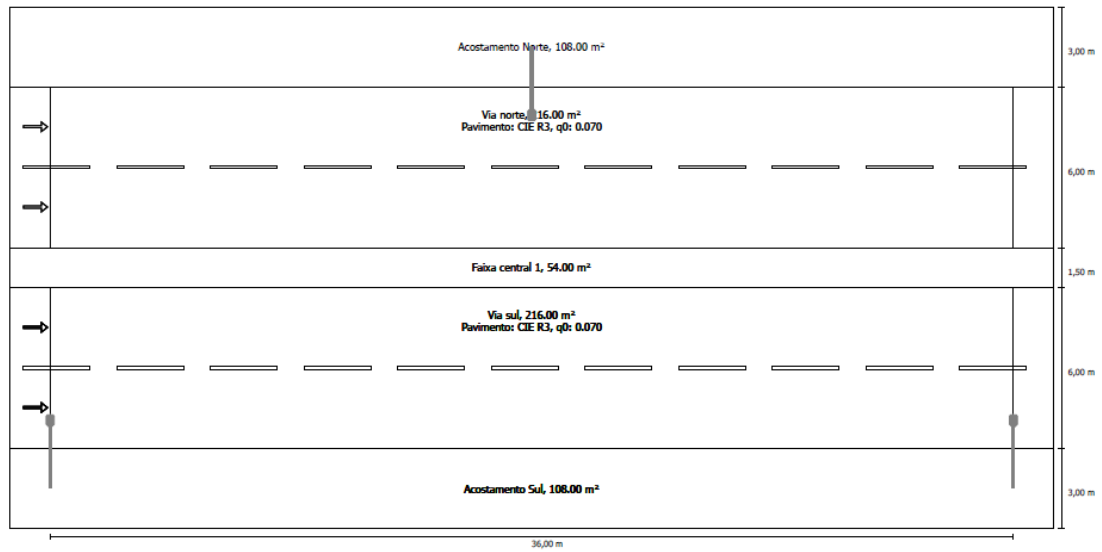 Acostamento Norte, 108.00 m²
3,00 m
Via norte, 216.00 m²
Pavimento: CIE R3, q0: 0.070
6,00 m
Faixa central 1, 54.00 m²
1,50 m
Via sul, 216.00 m²
Pavimento: CIE R3, q0: 0.070
6,00 m
Acostamento Sul, 108.00 m²
3,00 m
36,00 m